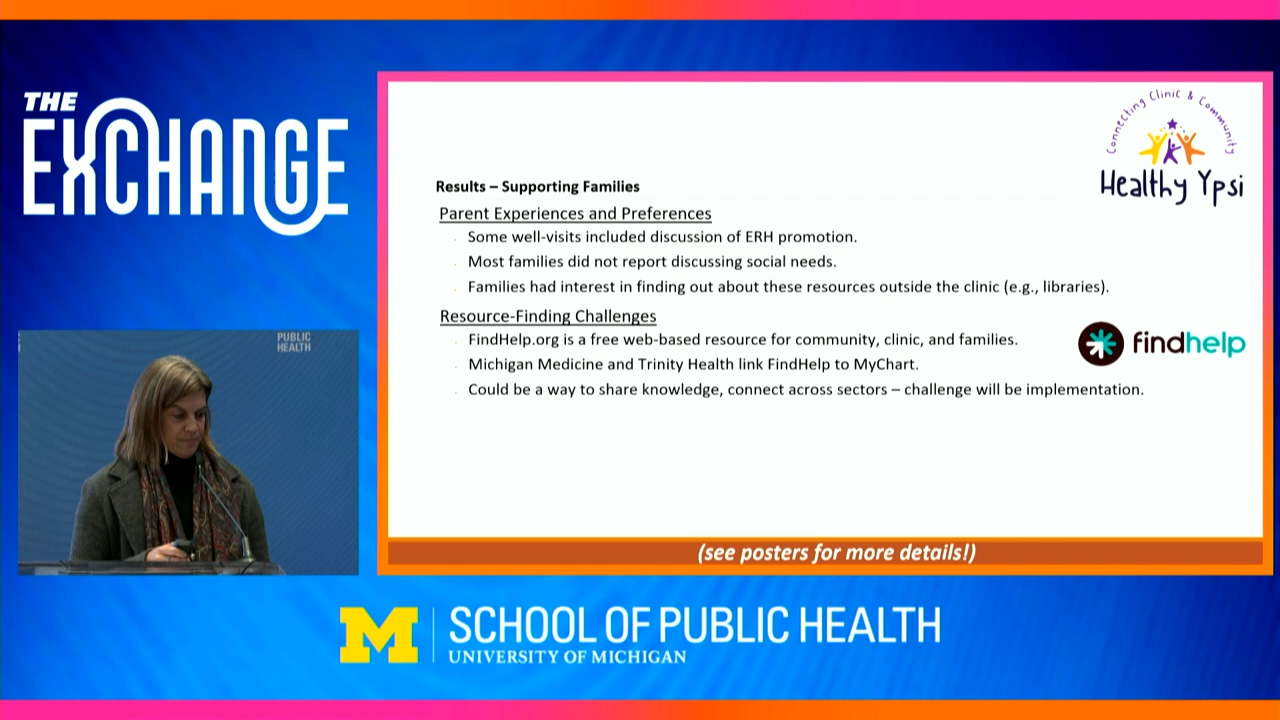 THE
EXCHANGE
PUBLIC
HEALTH
Connecting Clinic & Community
Healthy Ypsi
Results – Supporting Families
Parent Experiences and Preferences
Some well-visits included discussion of ERH promotion.
Most families did not report discussing social needs.
Families had interest in finding out about these resources outside the clinic (e.g., libraries).
Resource-Finding Challenges
FindHelp.org is a free web-based resource for community, clinic, and families.
findhelp
Michigan Medicine and Trinity Health link FindHelp to MyChart.
Could be a way to share knowledge, connect across sectors – challenge will be implementation.
(see posters for more details!)
M
SCHOOL OF PUBLIC HEALTH
UNIVERSITY OF MICHIGAN